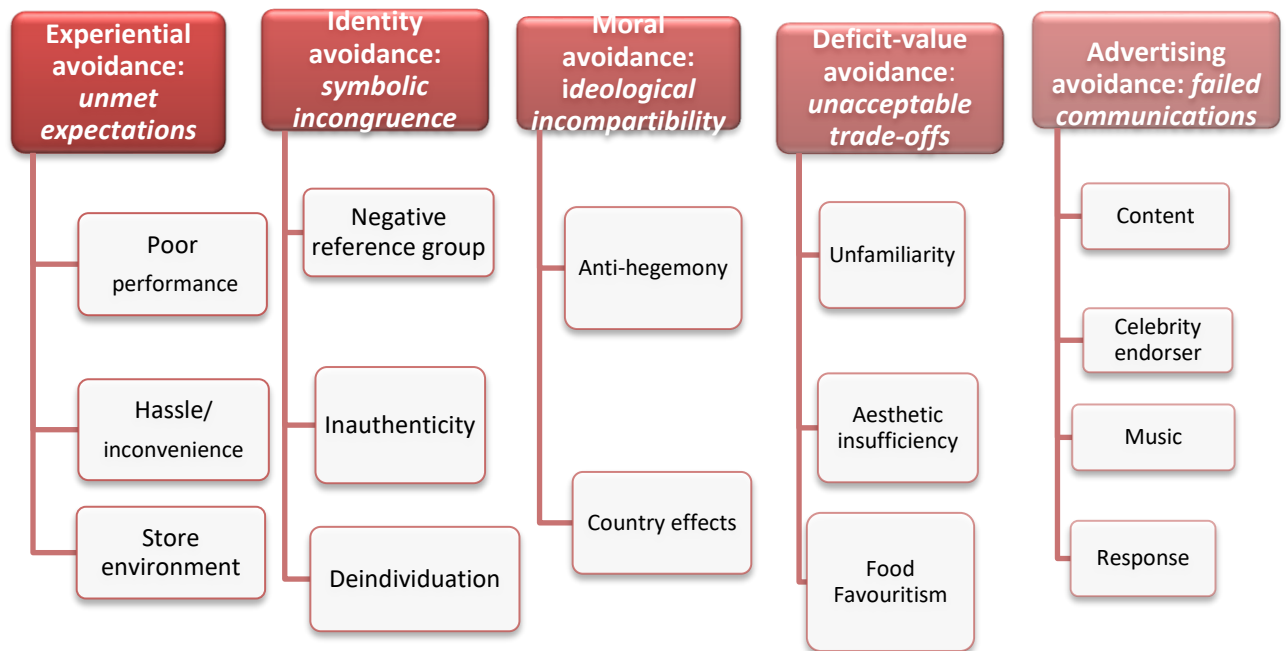 Experiential
avoidance:
unmet
expectations
Poor
performance
Hassle/
inconvenience
Store
environment
Identity
avoidance:
symbolic
incongruence
Negative
reference group
Inauthenticity
Deindividuation
Moral
avoidance:
ideological
incompartibility
Anti-hegemony
Country effects
Deficit-value
avoidance:
unacceptable
trade-offs
Unfamiliarity
Aesthetic
insufficiency
Food
Favouritism
Advertising
avoidance: failed
communications
Content
Celebrity
endorser
Music
Response